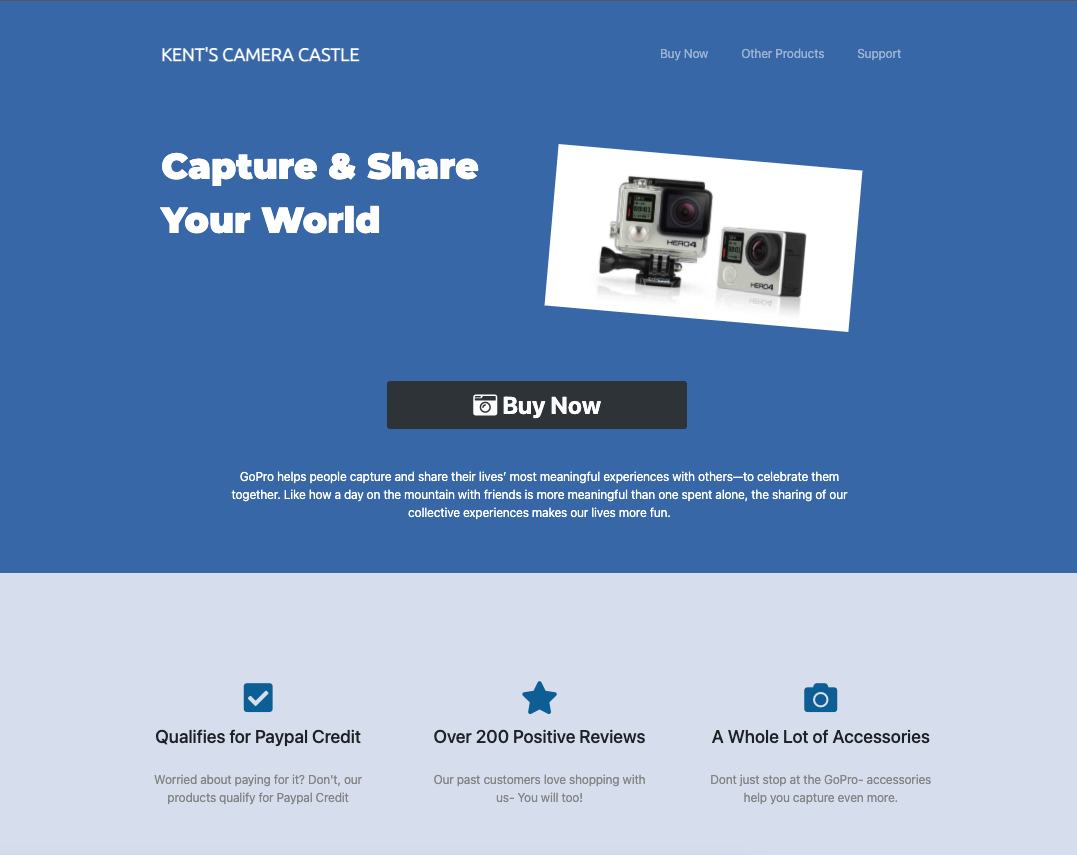 KENT'S CAMERA CASTLE
Buy Now
Other Products
Support
Capture & Share
Your World
HERO4
HERO4
Buy Now
GoPro helps people capture and share their lives' most meaningful experiences with others—to celebrate them
together. Like how a day on the mountain with friends is more meaningful than one spent alone, the sharing of our
collective experiences makes our lives more fun.
Qualifies for Paypal Credit
Over 200 Positive Reviews
A Whole Lot of Accessories
Worried about paying for it? Don't, our
products qualify for Paypal Credit
Our past customers love shopping with
us- You will too!
Dont just stop at the GoPro- accessories
help you capture even more.